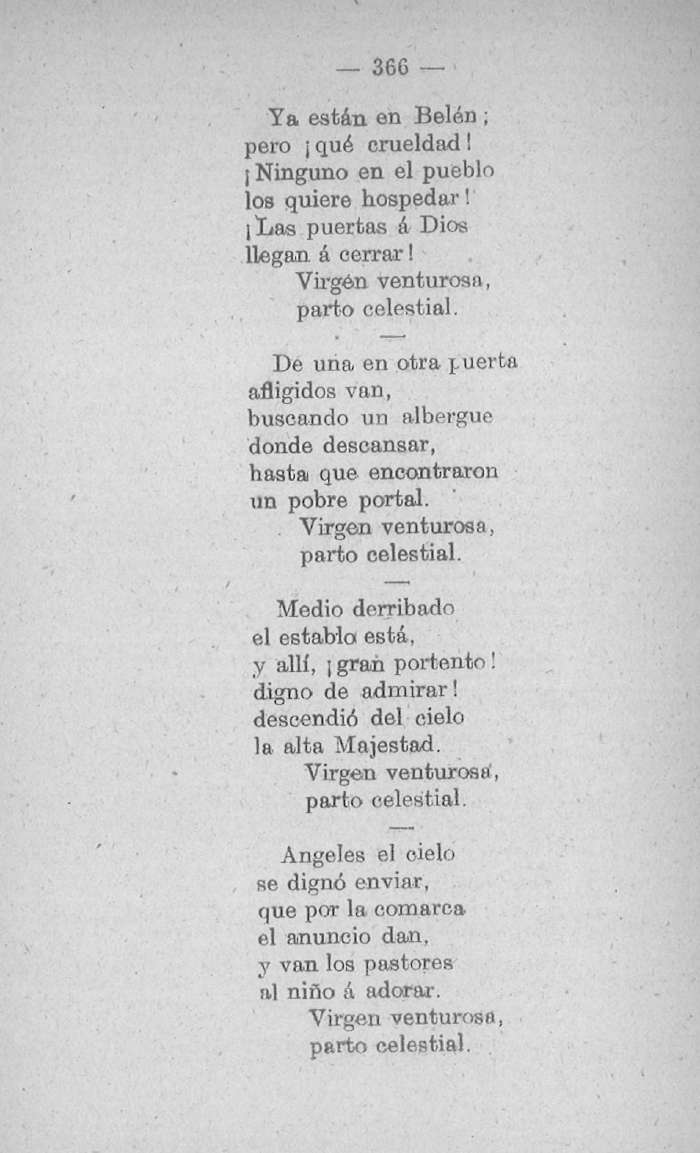 — 366 —
Ya están en Belén;
pero ¡qué crueldad!
¡Ninguno en el pueblo
los quiere hospedar!
¡Las puertas á Dios
llegan á cerrar!
Virgén venturosa,
parto celestial.
De una en otra puerta
afligidos van,
buscando un albergue
donde descansar,
hasta que encontraron
un pobre portal.
Virgen venturosa,
parto celestial.
Medio derribado
el establo está,
y allí, ¡gran portento!
digno de admirar!
descendió del cielo
la alta Majestad.
Virgen venturosa,
parto celestial.
Angeles el cielo
se dignó enviar,
que por la comarca
el anuncio dan,
y van los pastores
al niño á adorar.
Virgen venturosa,
parto celestial.